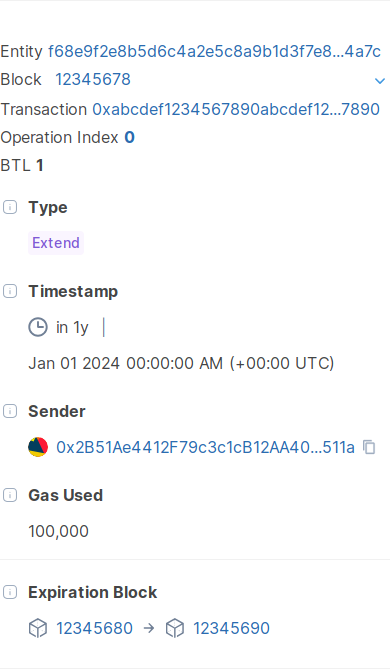 Entity f68e9f2e8b5d6c4a2e5c8a9b1d3f7e8...4a7c
Block 12345678
Transaction 0xabcdef1234567890abcdef12...7890
Operation Index 0
BTL 1
Type
Extend
Timestamp
in 1y
Jan 01 2024 00:00:00 AM (+00:00 UTC)
Sender
0x2B51Ae4412F79c3c1cB12AA40...511a
Gas Used
100,000
Expiration Block
12345680 → 12345690